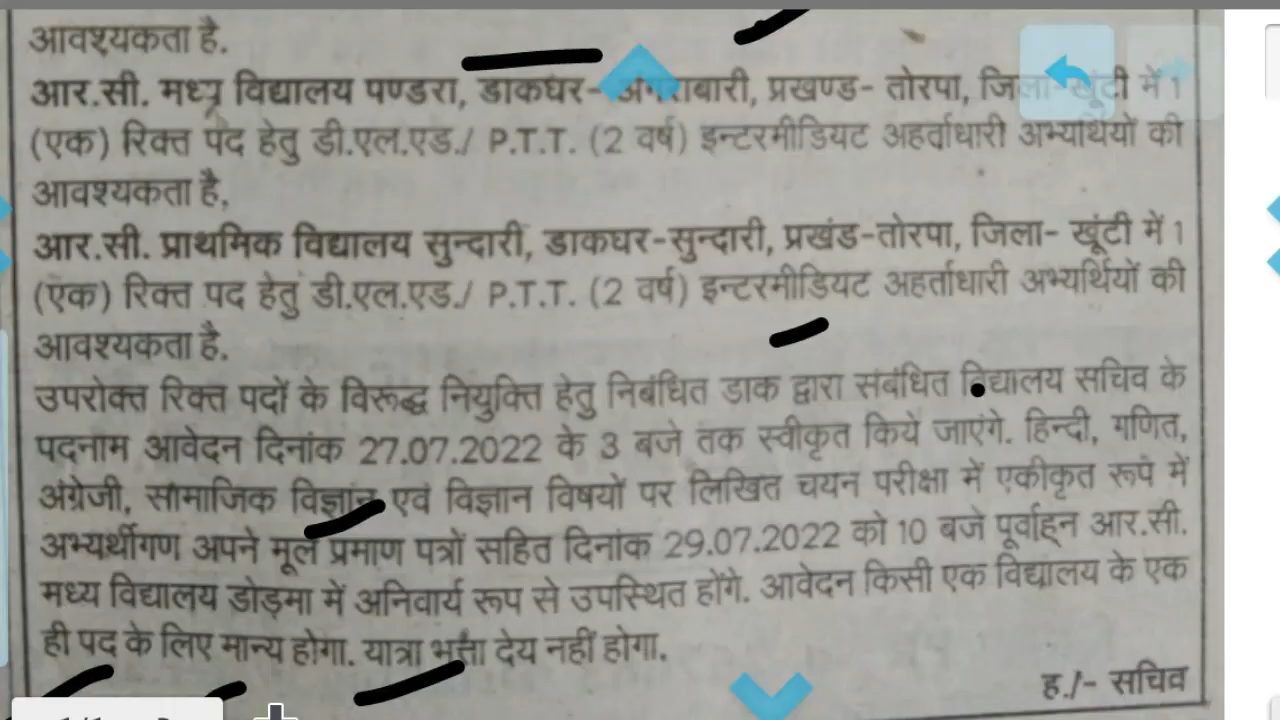 आवश्यकता है.
आर.सी. मध्य विद्यालय पण्डरा, डाकघर- अंगराबारी, प्रखण्ड- तोरपा, जिला- खूंटी में 1
(एक) रिक्त पद हेतु डी.एल.एड./ P.T.T. (2 वर्ष) इन्टरमीडियट अहर्ताधारी अभ्यर्थियों की
आवश्यकता है,
आर.सी. प्राथमिक विद्यालय सुन्दारी, डाकघर-सुन्दारी, प्रखंड-तोरपा, जिला- खूंटी में 1
(एक) रिक्त पद हेतु डी.एल.एड./ P.T.T. (2 वर्ष) इन्टरमीडियट अहर्ताधारी अभ्यर्थियों की
आवश्यकता है.
उपरोक्त रिक्त पदों के विरूद्ध नियुक्ति हेतु निबंधित डाक द्वारा संबंधित विद्यालय सचिव के
पदनाम आवेदन दिनांक 27.07.2022 के 3 बजे तक स्वीकृत किये जाएंगे. हिन्दी, गणित,
अंग्रेजी, सामाजिक विज्ञान एवं विज्ञान विषयों पर लिखित चयन परीक्षा में एकीकृत रूप में
अभ्यर्थीगण अपने मूल प्रमाण पत्रों सहित दिनांक 29.07.2022 को 10 बजे पूर्वाह्न आर.सी.
मध्य विद्यालय डोड़मा में अनिवार्य रूप से उपस्थित होंगे. आवेदन किसी एक विद्यालय के एक
ही पद के लिए मान्य होगा. यात्रा भत्ता देय नहीं होगा.
ह./- सचिव